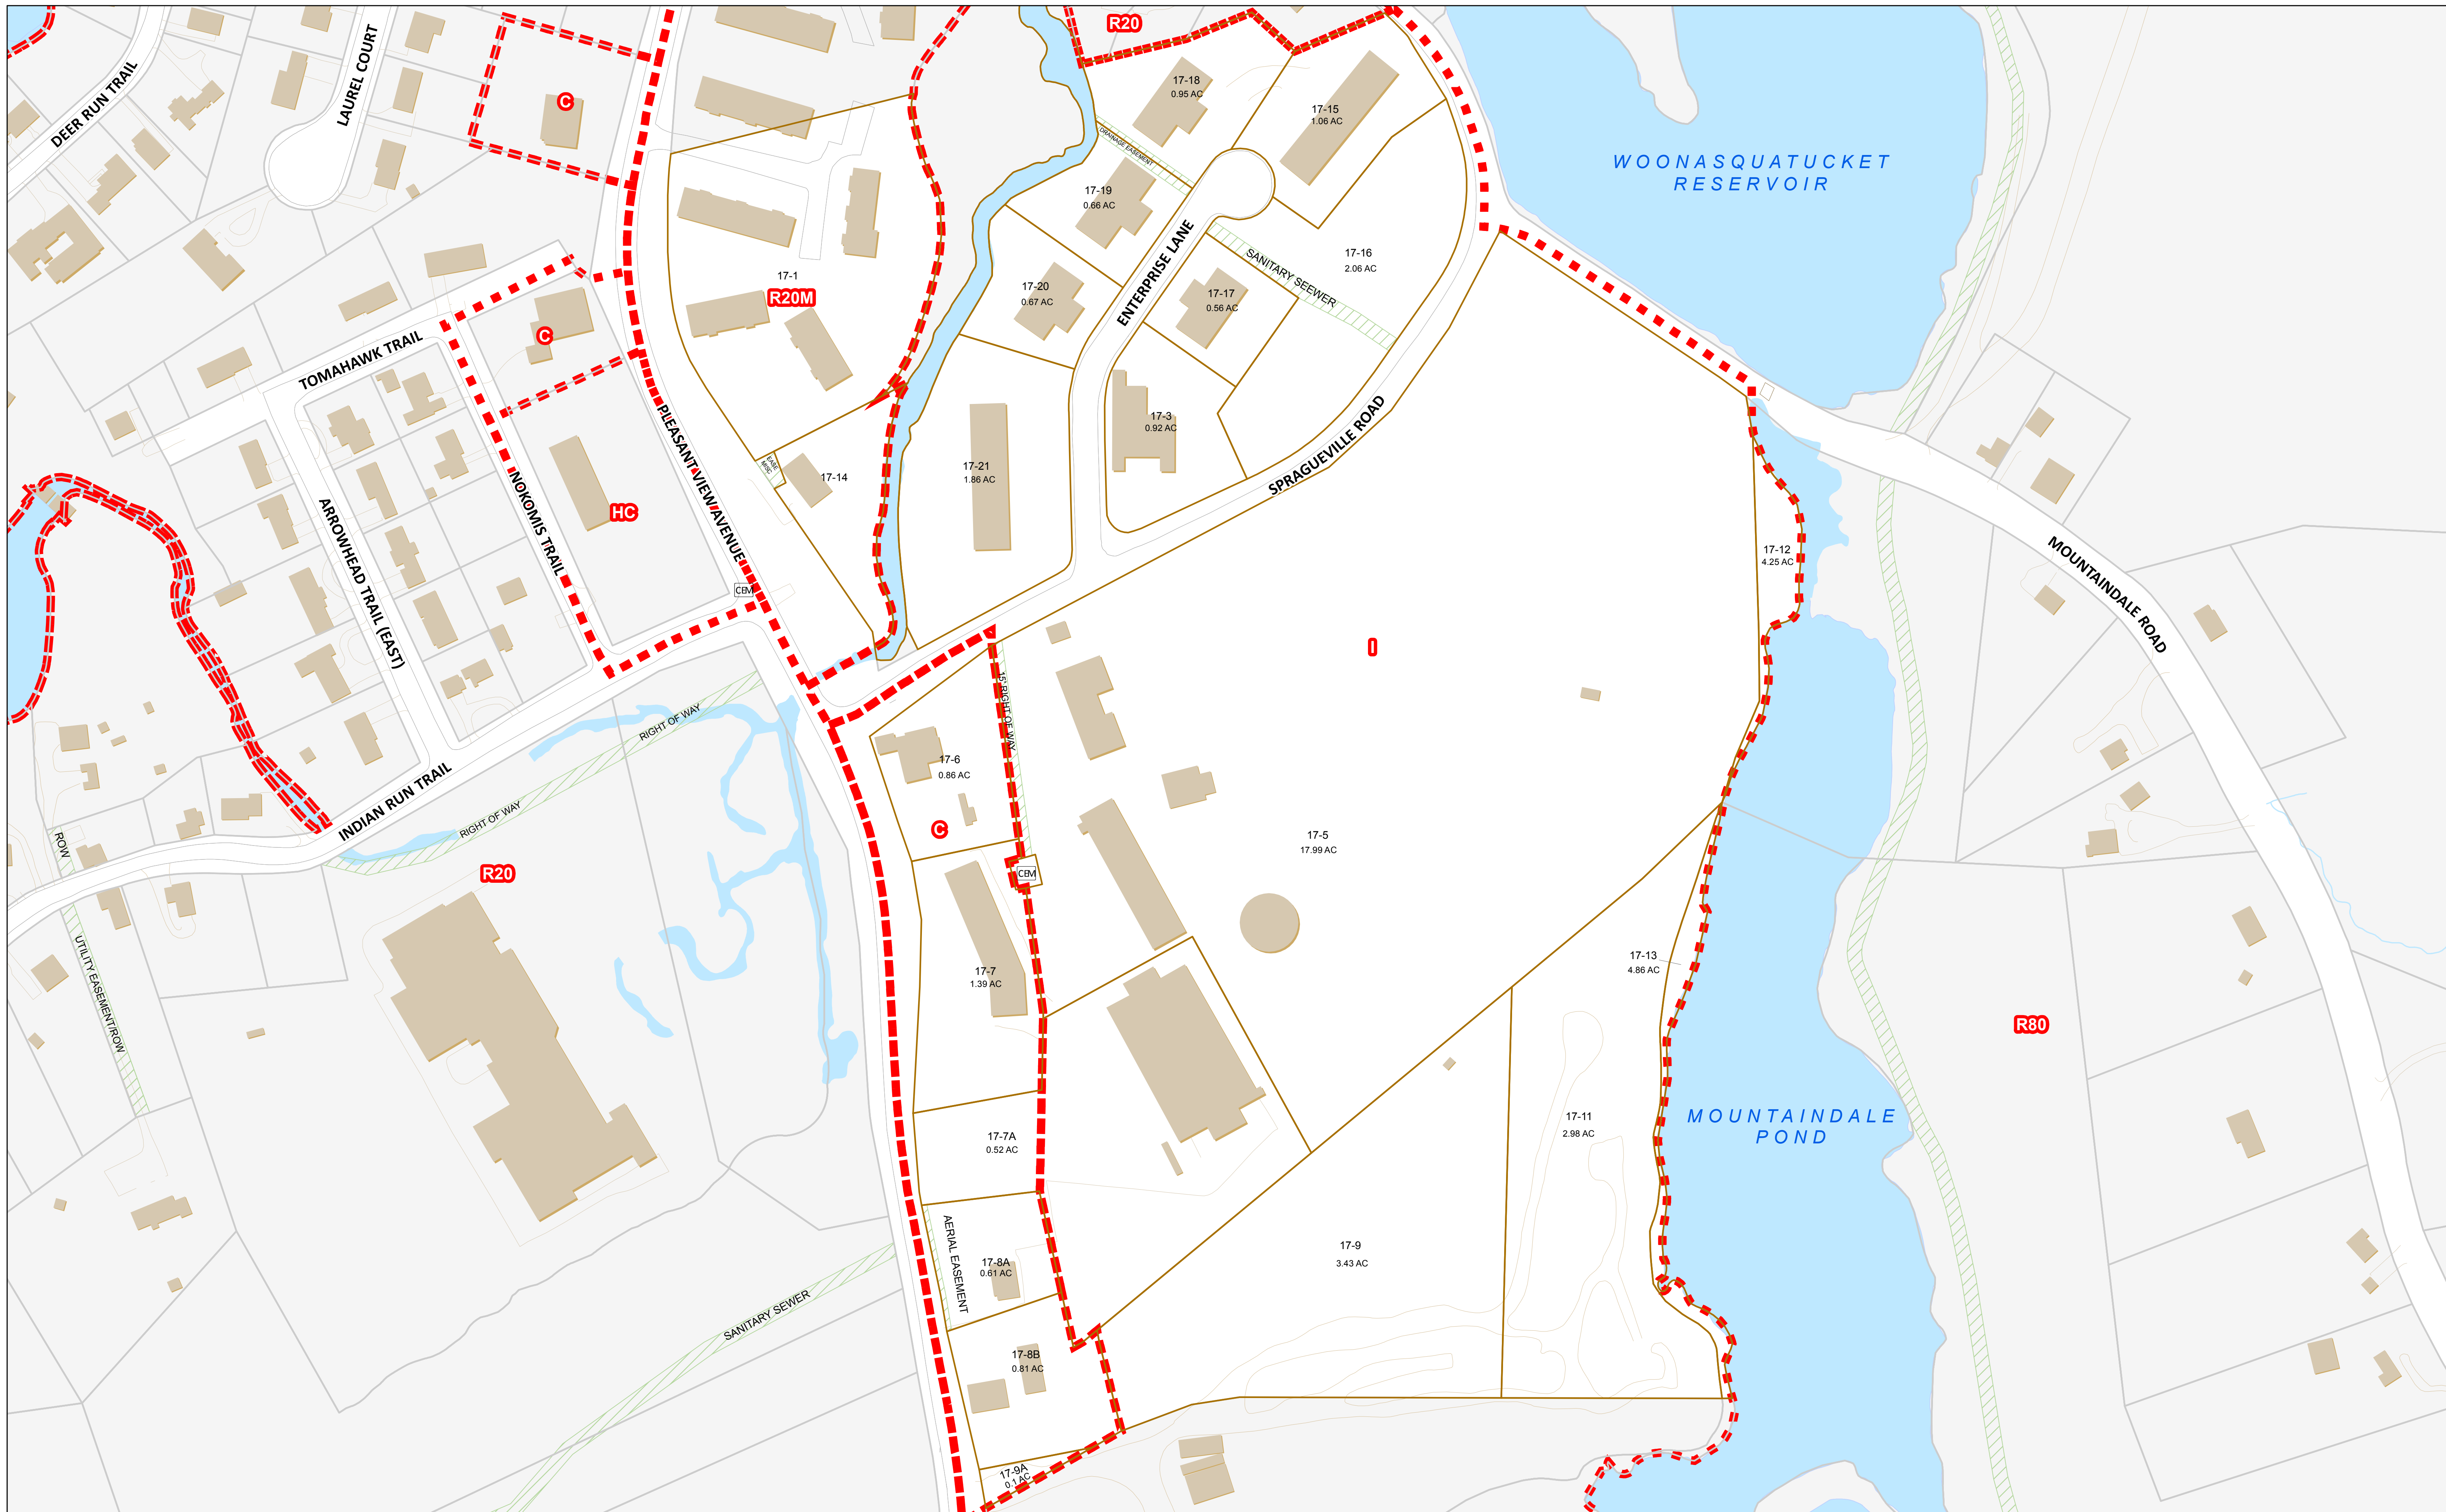 R20
DEER RUN TRAIL
LAUREL COURT
C
17-18
0.95 AC
17-15
1.06 AC
DRAINAGE EASEMENT
WOONASQUATUCKET
RESERVOIR
17-19
0.66 AC
ENTERPRISE LANE
SANITARY SEEWER
17-16
2.06 AC
17-1
R20M
17-20
0.67 AC
17-17
0.56 AC
C
TOMAHAWK TRAIL
PLEASANT VIEW AVENUE
17-3
0.92 AC
SPRAGUEVILLE ROAD
EASE
MISC
17-14
17-21
1.86 AC
NOKOMIS TRAIL
HC
ARROWHEAD TRAIL (EAST)
CEM
17-12
4.25 AC
MOUNTAINDALE ROAD
I
15' RIGHT OF WAY
RIGHT OF WAY
17-6
0.86 AC
INDIAN RUN TRAIL
RIGHT OF WAY
ROW
C
17-5
17.99 AC
R20
CEM
UTILITY EASEMENT/ROW
17-7
1.39 AC
17-13
4.86 AC
R80
17-11
2.98 AC
MOUNTAINDALE
POND
17-7A
0.52 AC
AERIAL EASEMENT
17-8A
0.61 AC
17-9
3.43 AC
SANITARY SEWER
17-8B
0.81 AC
17-9A
0.1 AC